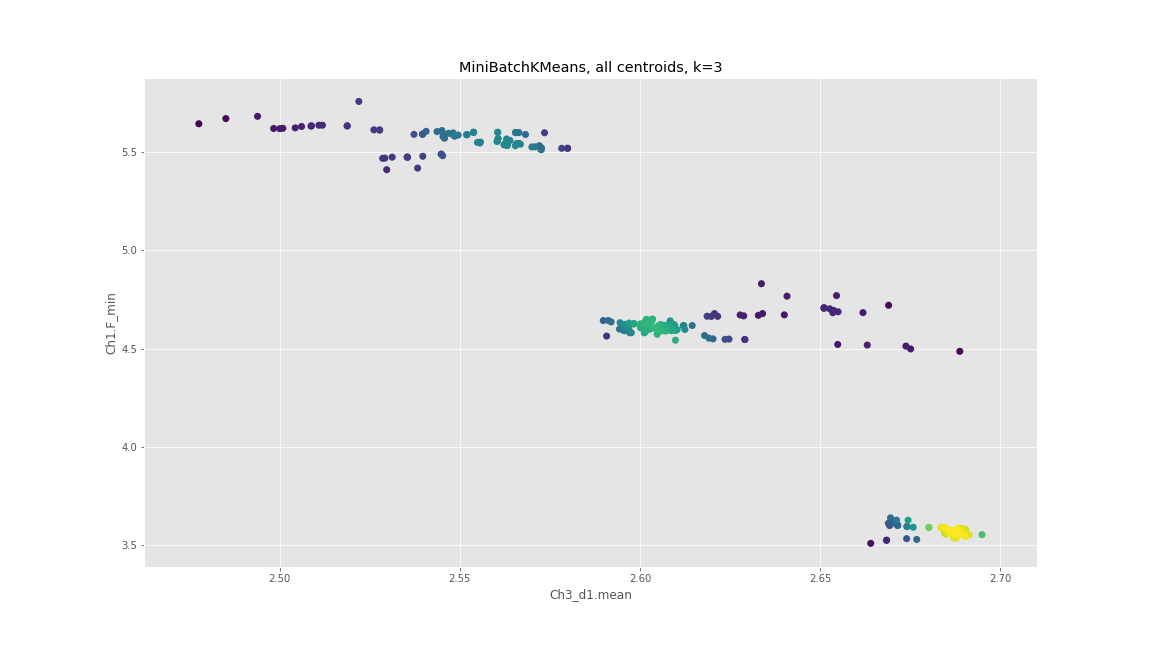 MiniBatchKMeans, all centroids, k=3
5.5
5.0
4.5
4.0
3.5
Ch1.F_min
2.50 2.55 2.60 2.65 2.70
Ch3_d1.mean